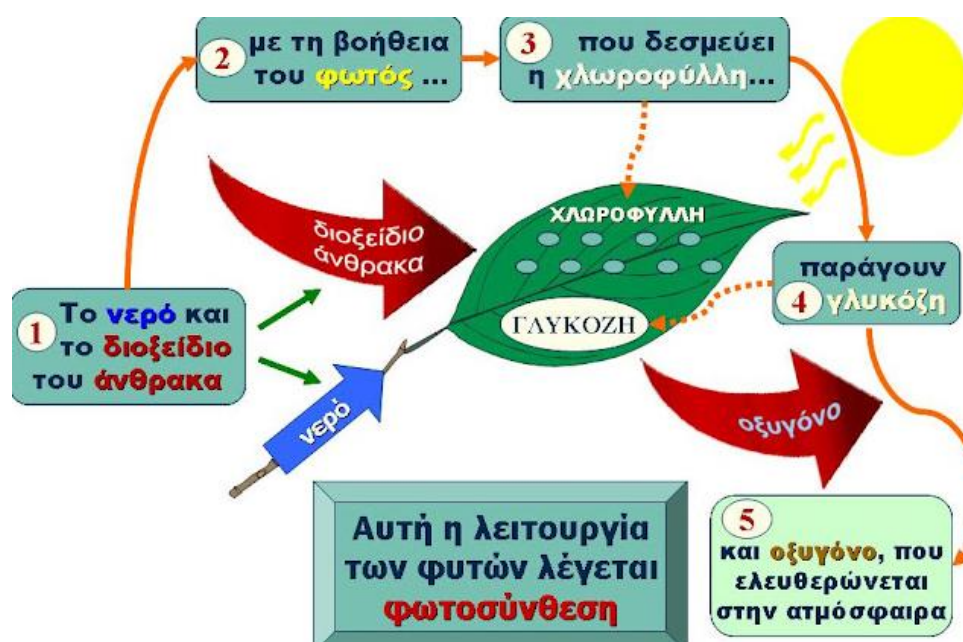 1
Το νερό και
το διοξείδιο
του άνθρακα
2
με τη βοήθεια
του φωτός ...
3
που δεσμεύει
η χλωροφύλλη...
διοξείδιο
άνθρακα
νερό
ΧΛΩΡΟΦΥΛΛΗ
ΓΛΥΚΟΖΗ
παράγουν
4 γλυκόζη
οξυγόνο
5
και οξυγόνο, που
ελευθερώνεται
στην ατμόσφαιρα
Αυτή η λειτουργία
των φυτών λέγεται
φωτοσύνθεση